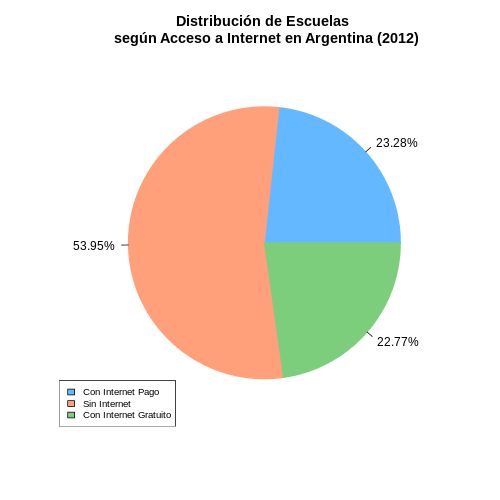 Distribución de Escuelas
según Acceso a Internet en Argentina (2012)
23.28%
53.95%
22.77%
Con Internet Pago
Sin Internet
Con Internet Gratuito